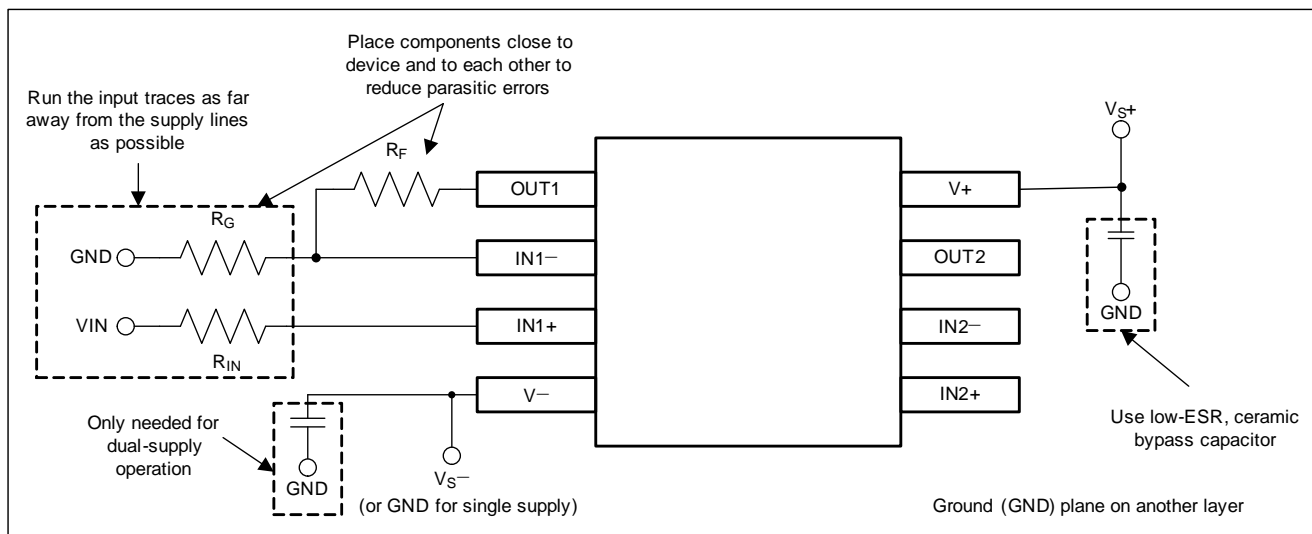 Place components close to
device and to each other to
reduce parasitic errors
Run the input traces as far
away from the supply lines
as possible
VS+
RF
OUT1
V+
RG
GND
IN1−
OUT2
GND
VIN
IN1+
IN2−
RIN
V−
IN2+
Only needed for
dual-supply
operation
GND
VS−
(or GND for single supply)
Use low-ESR, ceramic
bypass capacitor
Ground (GND) plane on another layer